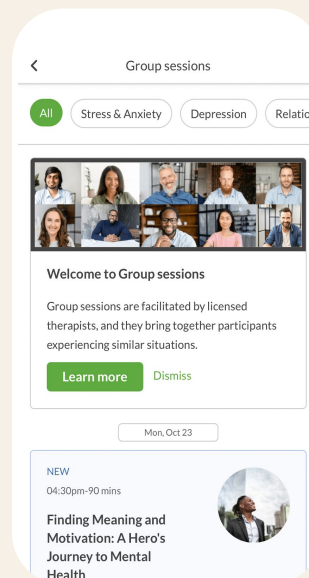 Group sessions
All
Stress & Anxiety
Depression
Relatio
Welcome to Group sessions
Group sessions are facilitated by licensed
therapists, and they bring together participants
experiencing similar situations.
Learn more
Dismiss
Mon, Oct 23
NEW
04:30pm-90 mins
Finding Meaning and
Motivation: A Hero's
Journey to Mental
Health